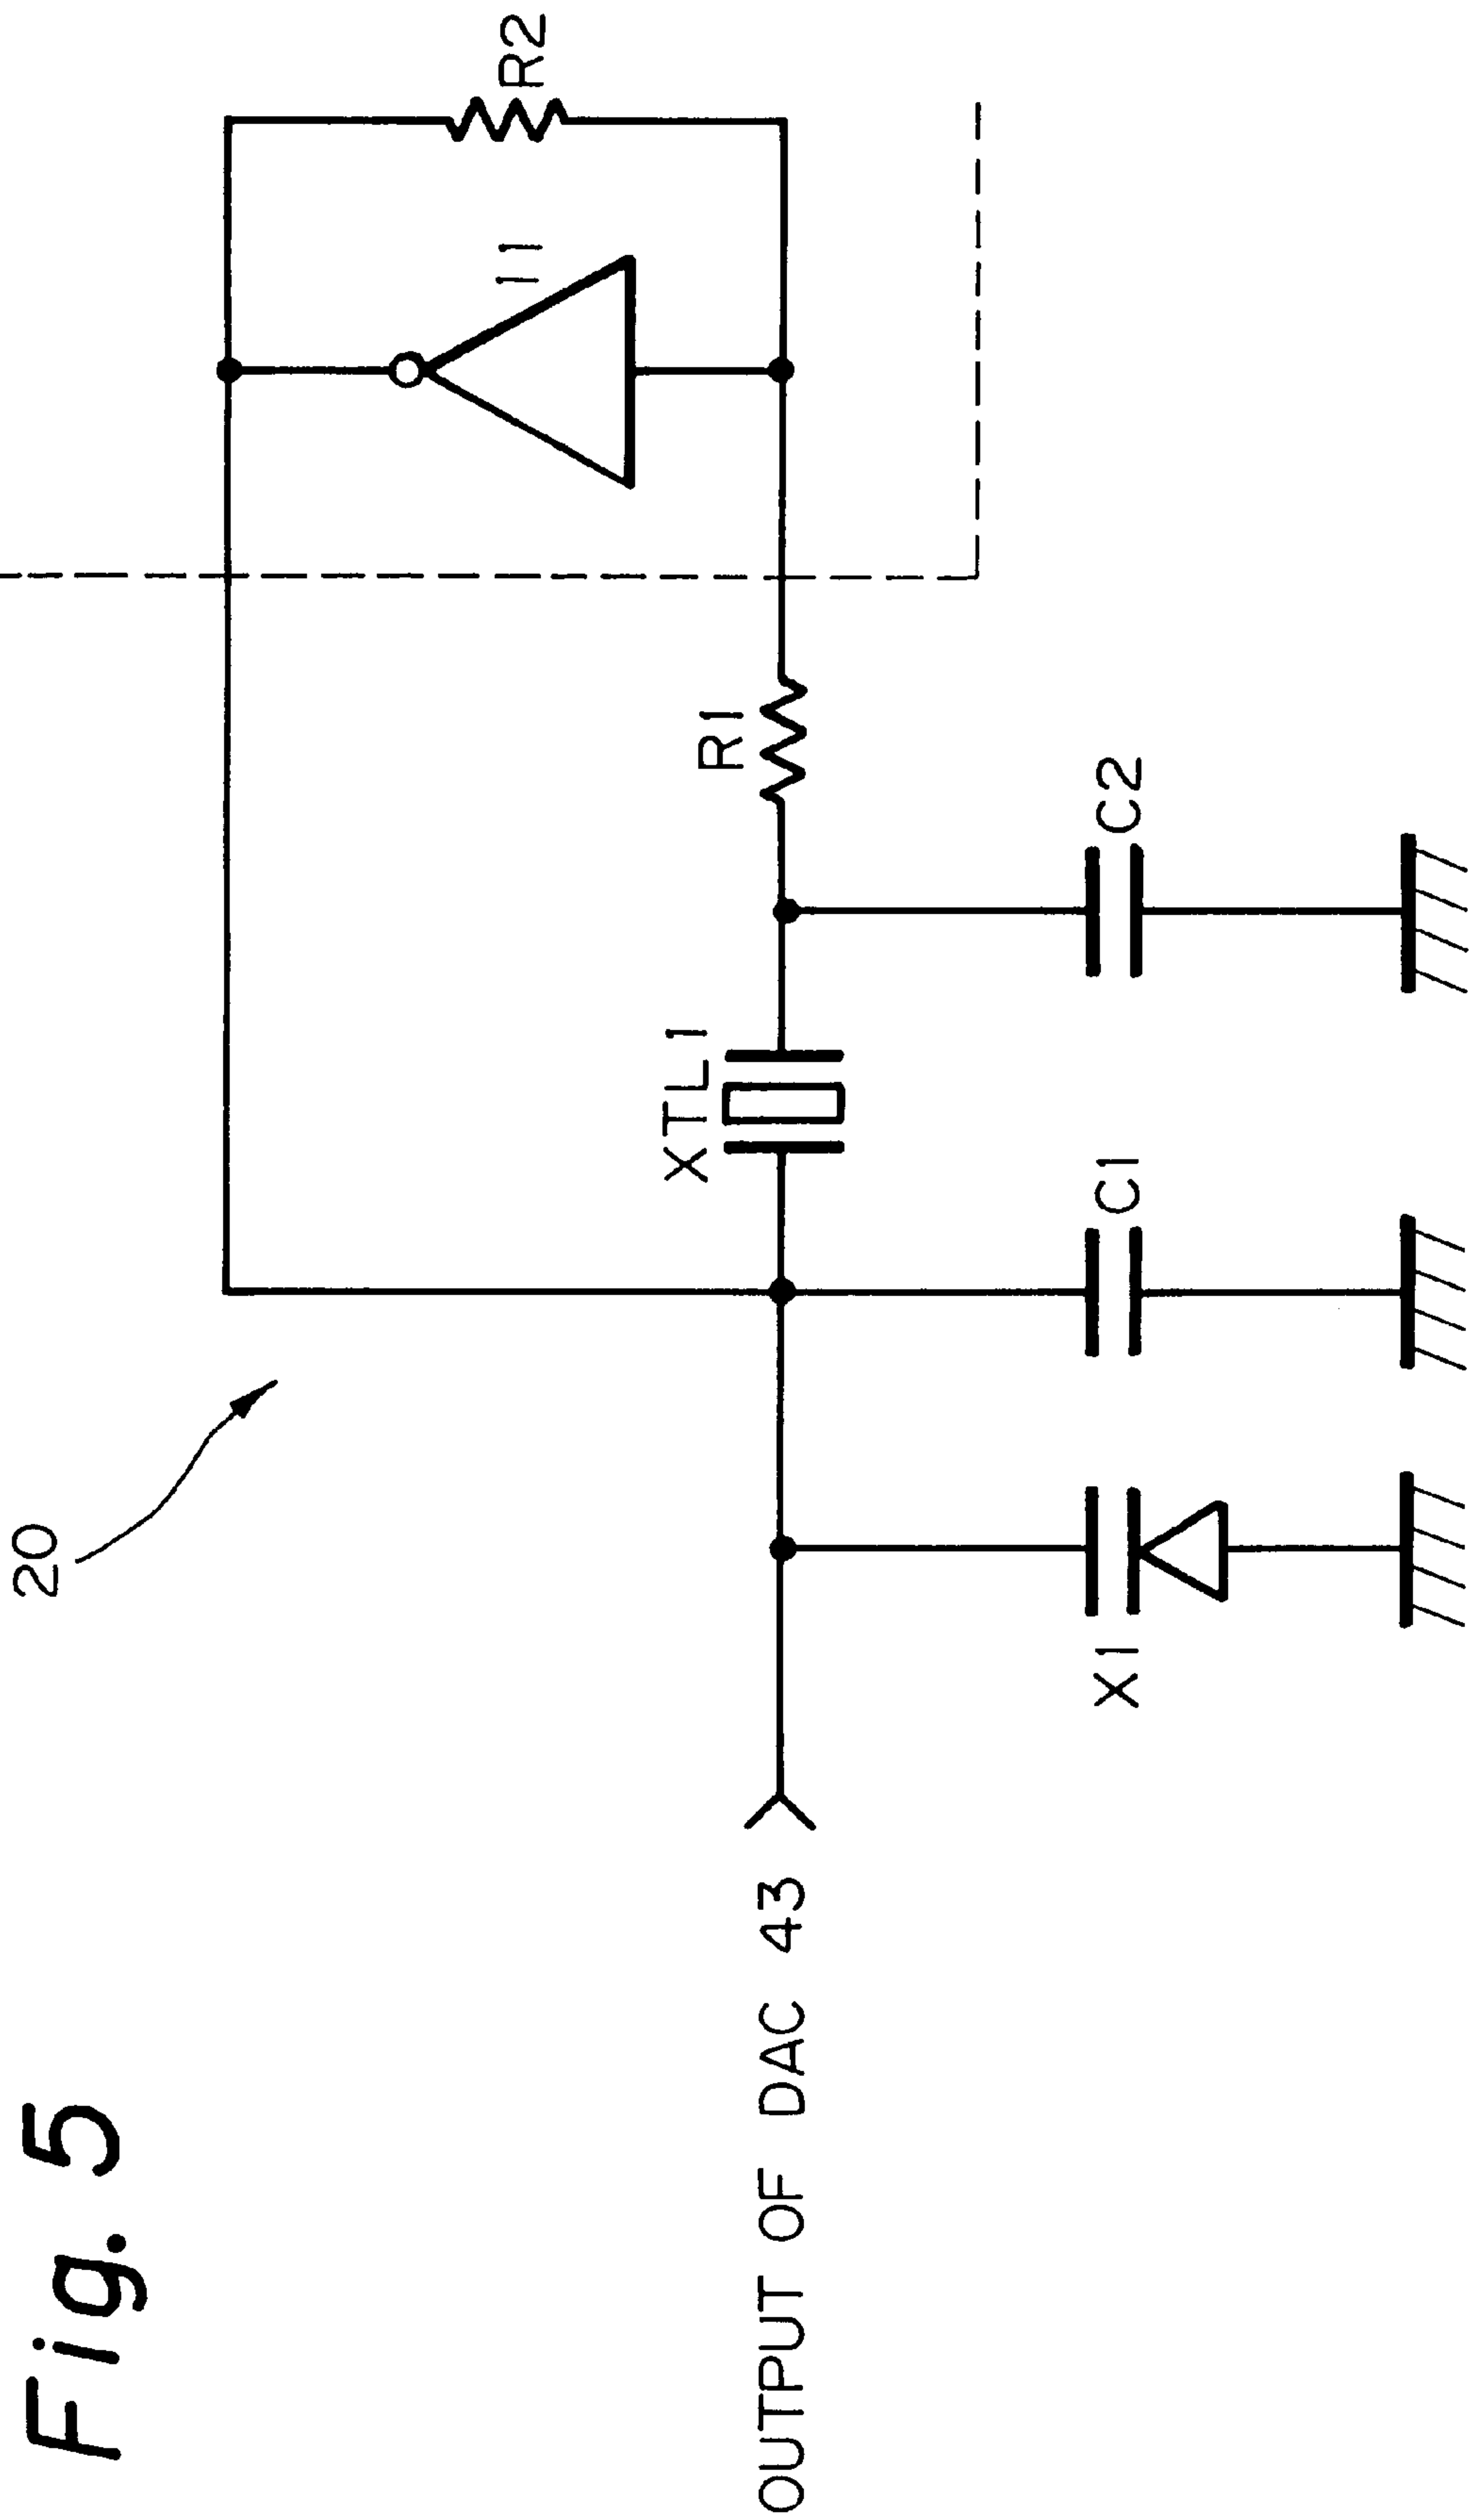 Fig. 5
20
I1
R2
XTL1
R1
OUTPUT OF DAC 43
X1
C1
C2